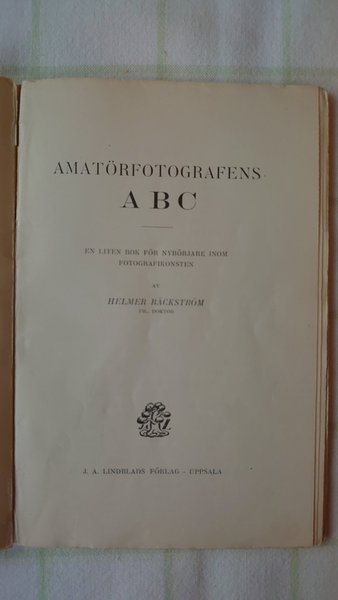 AMATÖRFOTOGRAFENS
ABC
EN LITEN BOK FÖR NYBÖRJARE INOM
FOTOGRAFIKONSTEN
AV
HELMER BÄCKSTRÖM
FIL. DOKTOR
J. A. LINDBLADS FÖRLAG - UPPSALA